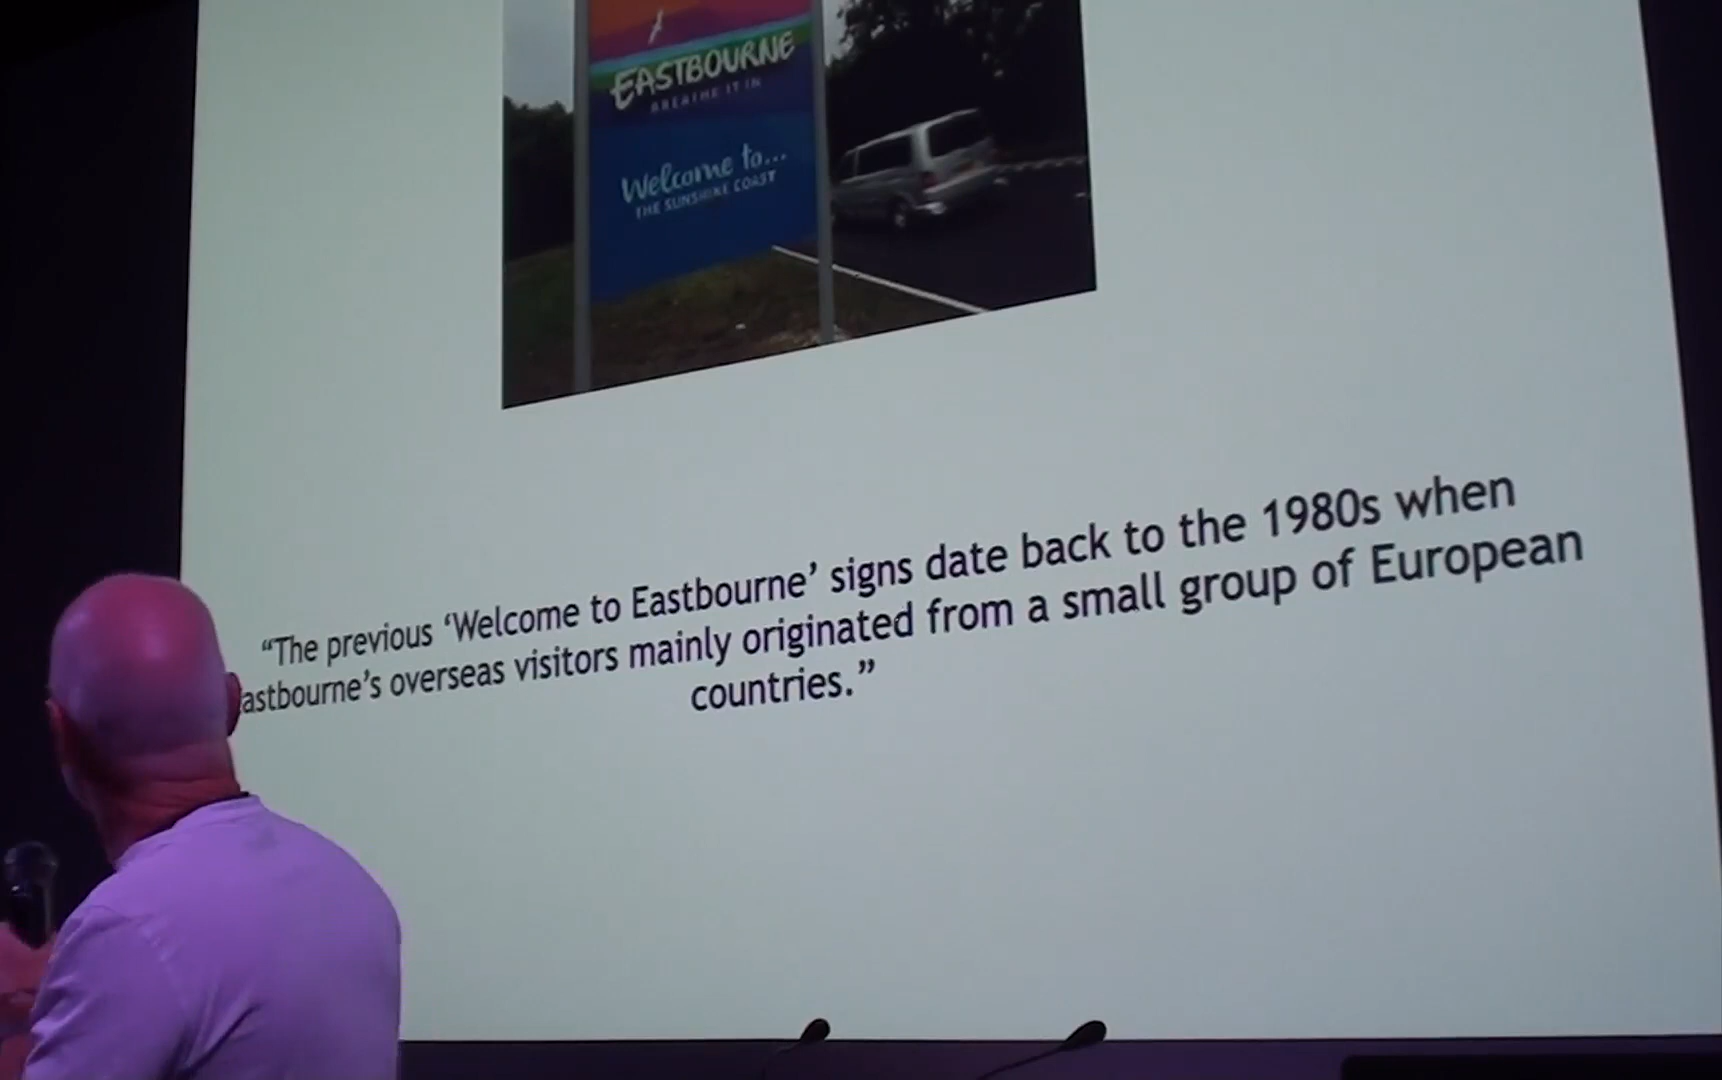 EASTBOURNE
BREATHE IT IN
Welcome to...
THE SUNSHINE COAST
“The previous ‘Welcome to Eastbourne’ signs date back to the 1980s when
astbourne’s overseas visitors mainly originated from a small group of European
countries.”